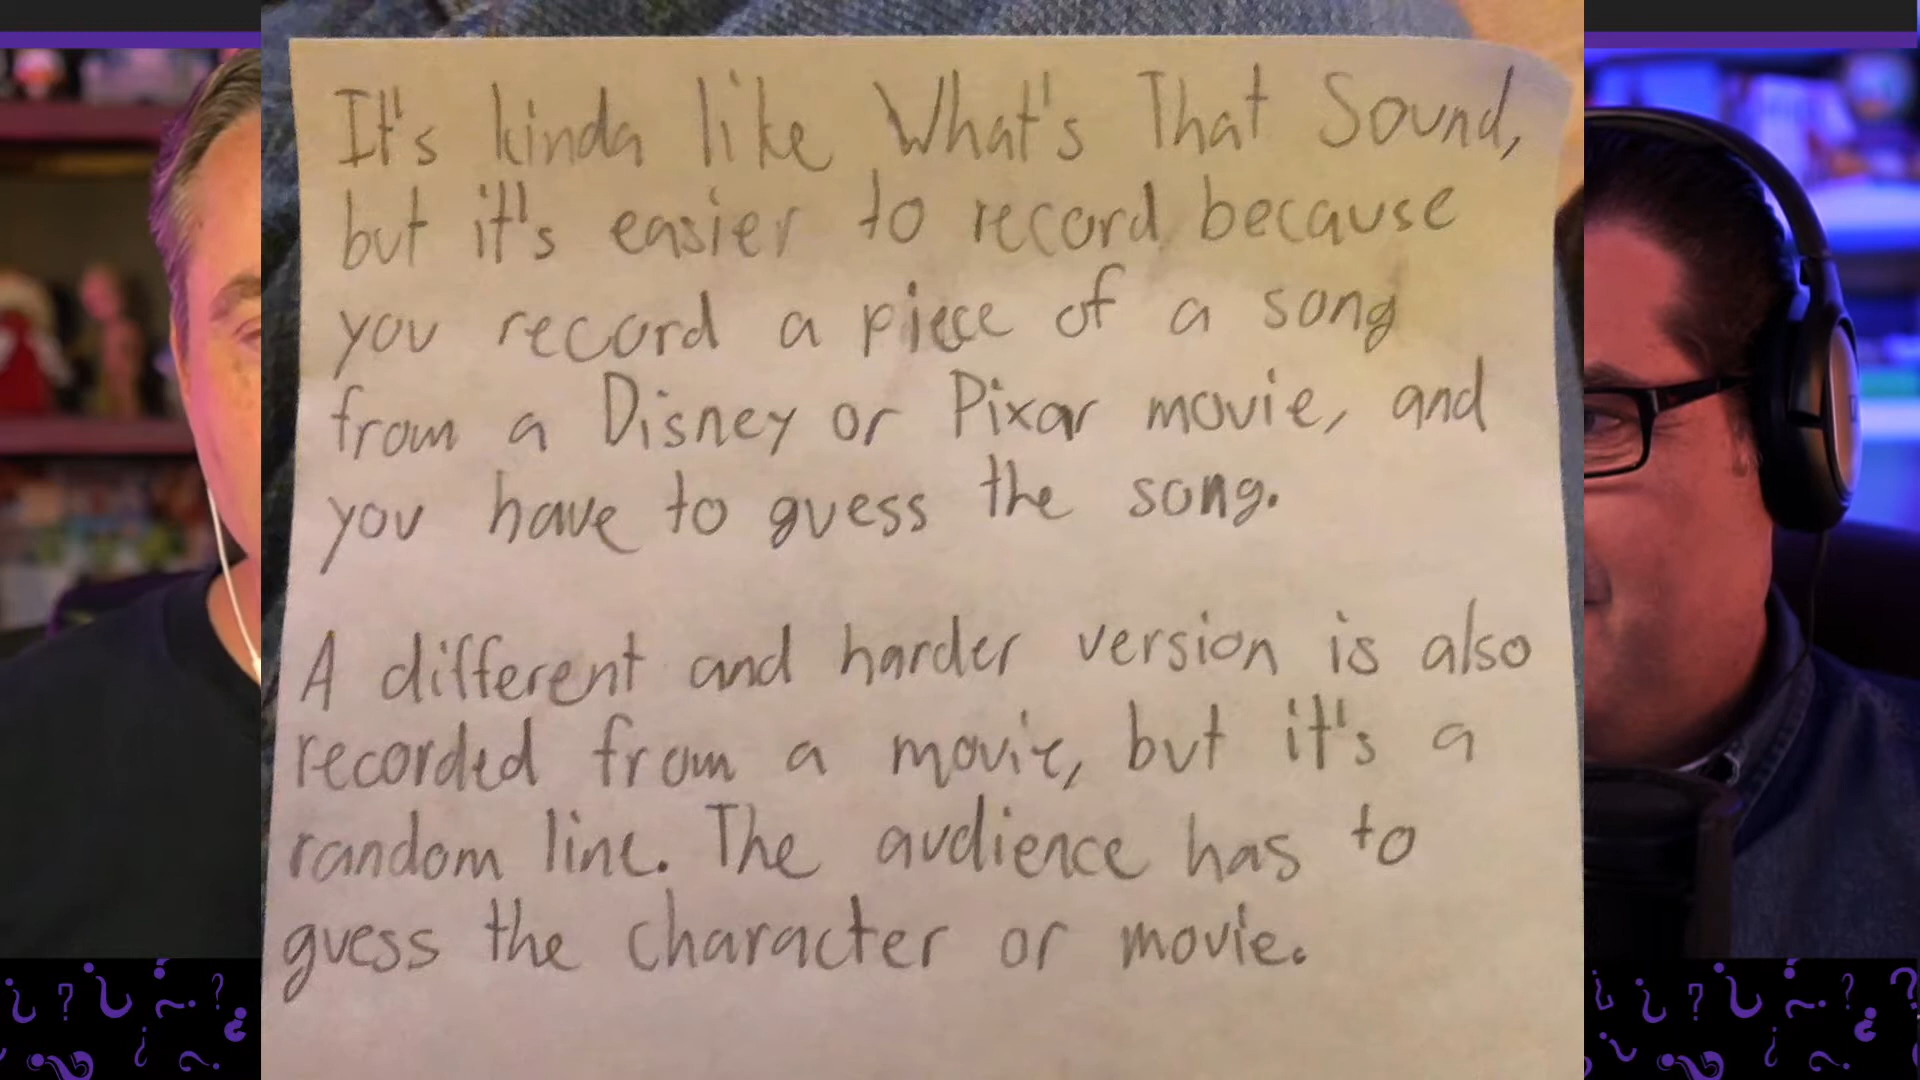 It's kinda like What's That Sound,
but it's easier to record because
you record a piece of a song
from a Disney or Pixar movie, and
you have to guess the song.
A different and harder version is also
recorded from a movie, but it's a
random line. The audience has to
guess the character or movie.